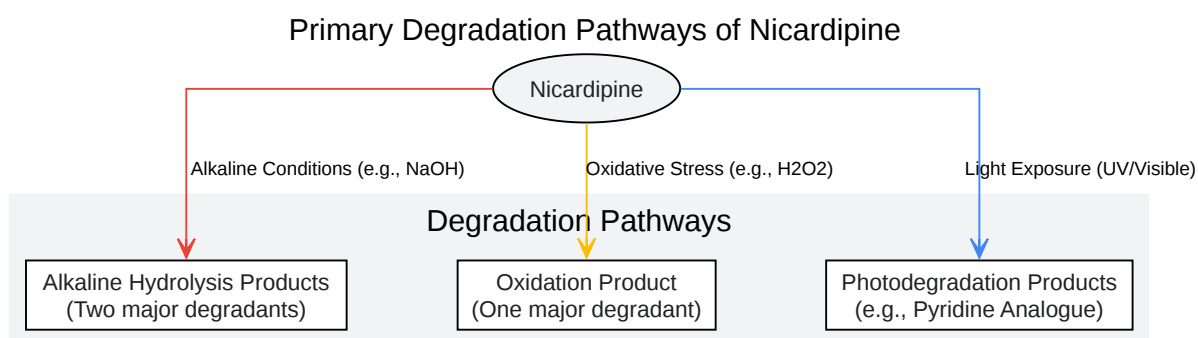 Primary Degradation Pathways of Nicardipine
Nicardipine
Alkaline Conditions (e.g., NaOH)
Oxidative Stress (e.g., H2O2)
Light Exposure (UV/Visible)
Degradation Pathways
Alkaline Hydrolysis Products
(Two major degradants)
Oxidation Product
(One major degradant)
Photodegradation Products
(e.g., Pyridine Analogue)